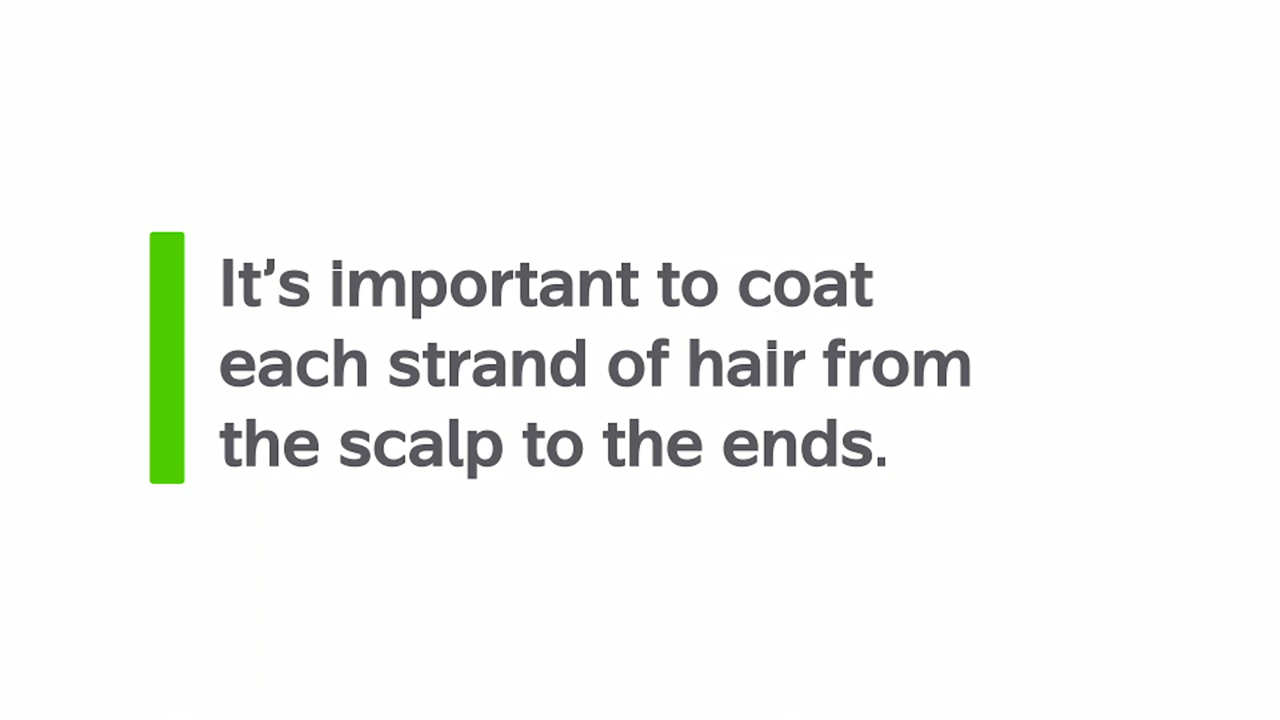 It’s important to coat
each strand of hair from
the scalp to the ends.